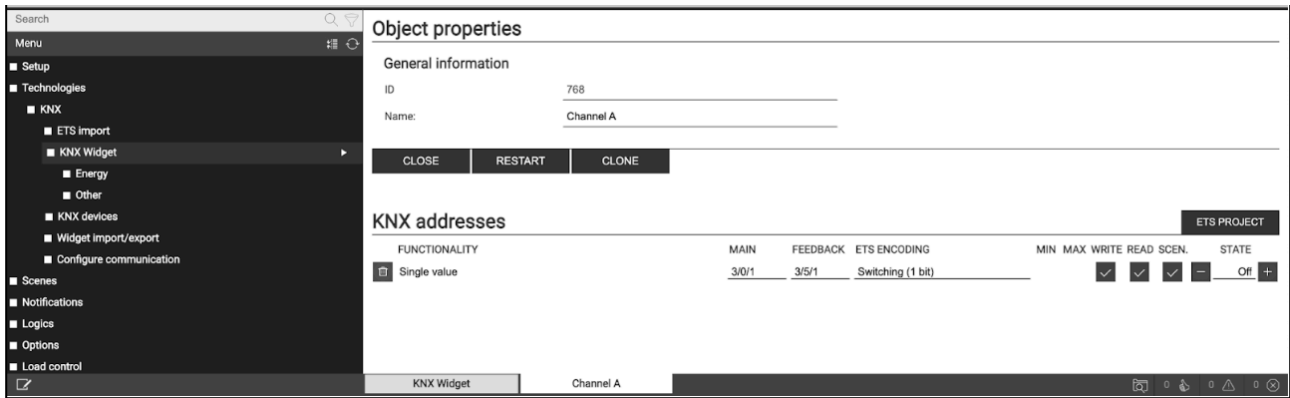 Search
Menu
Setup
Technologies
KNX
ETS import
KNX Widget
Energy
Other
KNX devices
Widget import/export
Configure communication
Scenes
Notifications
Logics
Options
Load control
Object properties
General information
ID 768
Name: Channel A
CLOSE RESTART CLONE
KNX addresses ETS PROJECT
FUNCTIONALITY MAIN FEEDBACK ETS ENCODING MIN MAX WRITE READ SCEN. STATE
Single value 3/0/1 3/5/1 Switching (1 bit) Off
KNX Widget Channel A 0 0 0